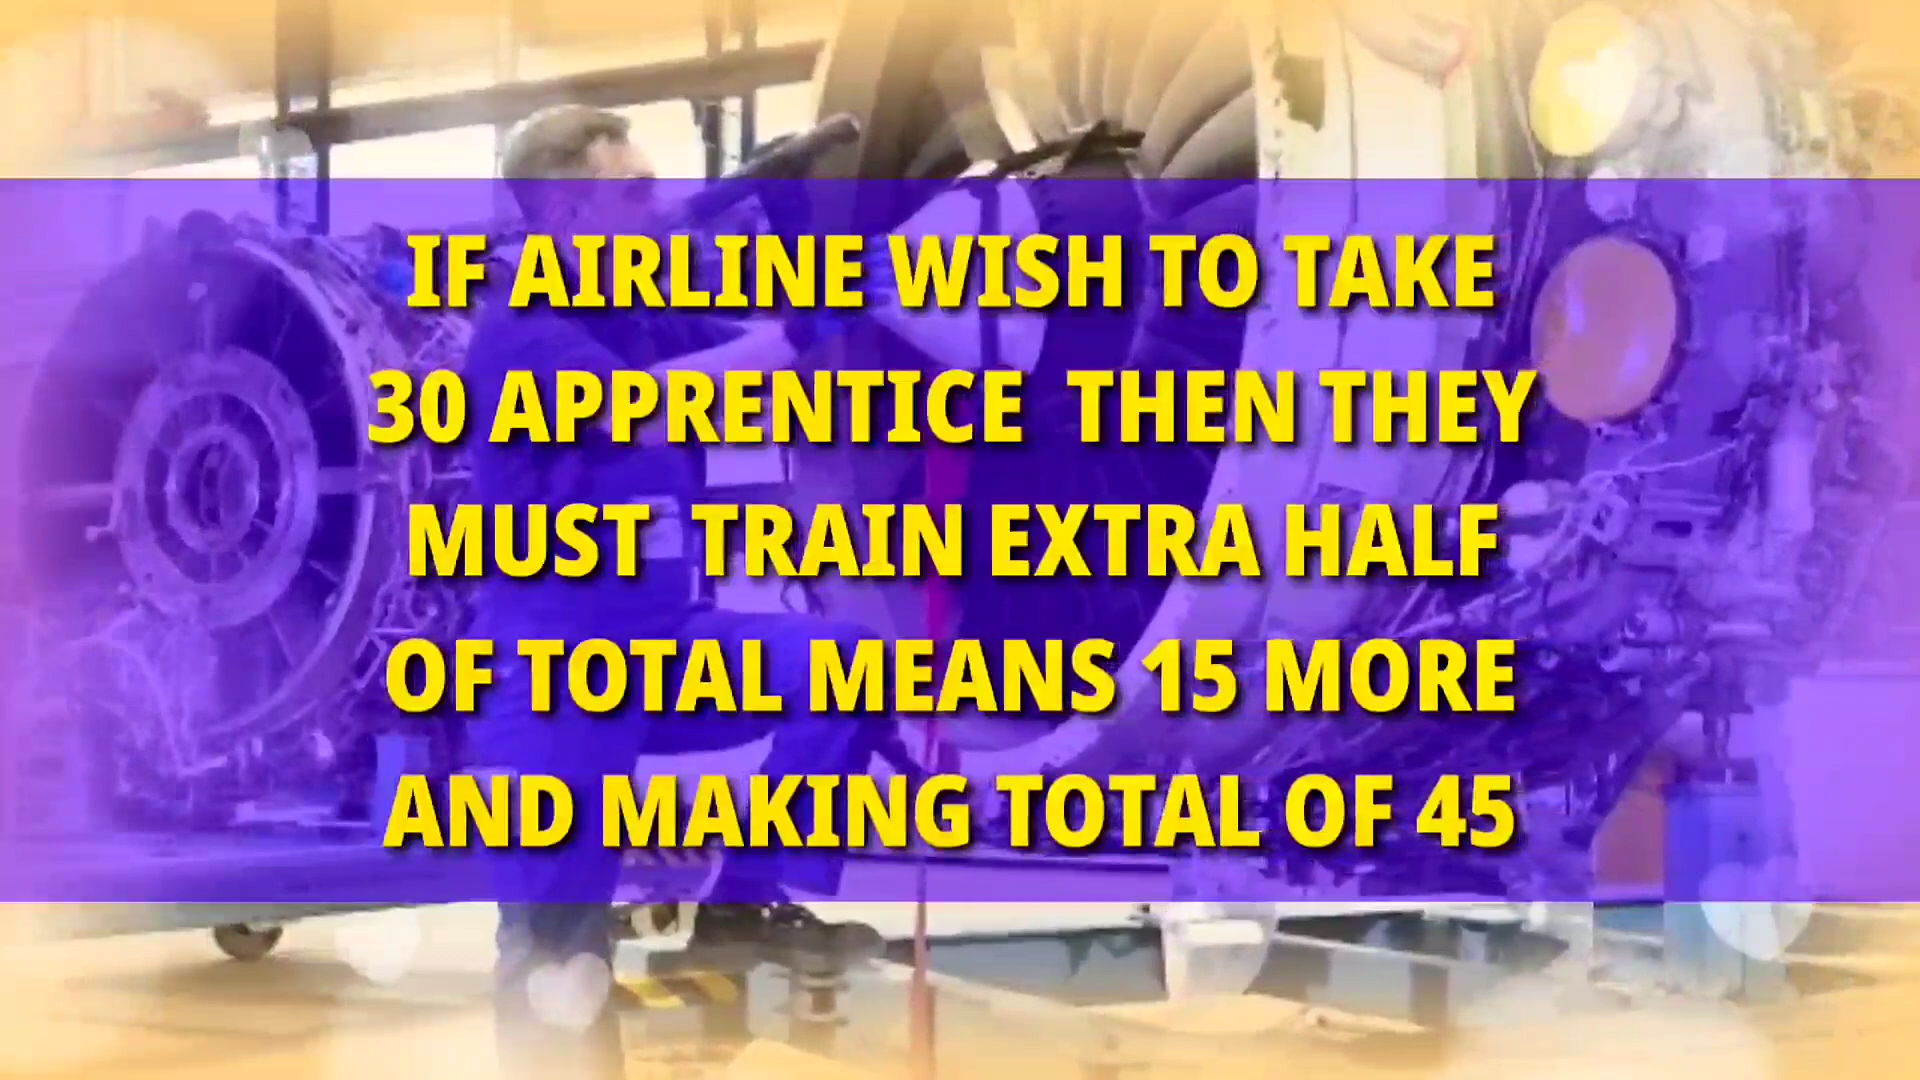 IF AIRLINE WISH TO TAKE
30 APPRENTICE THEN THEY
MUST TRAIN EXTRA HALF
OF TOTAL MEANS 15 MORE
AND MAKING TOTAL OF 45